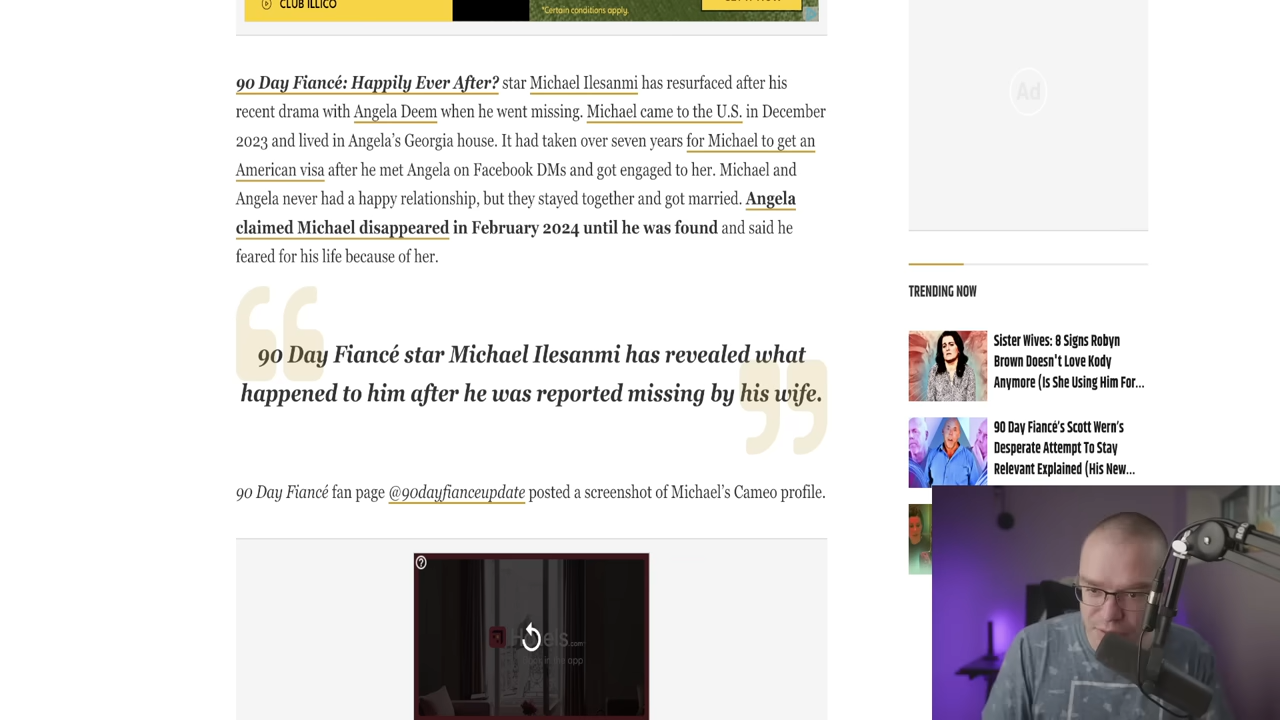 CLUB ILLICO
*Certain conditions apply.
90 Day Fiancé: Happily Ever After? star Michael Ilesanmi has resurfaced after his
recent drama with Angela Deem when he went missing. Michael came to the U.S. in December
2023 and lived in Angela’s Georgia house. It had taken over seven years for Michael to get an
American visa after he met Angela on Facebook DMs and got engaged to her. Michael and
Angela never had a happy relationship, but they stayed together and got married. Angela
claimed Michael disappeared in February 2024 until he was found and said he
feared for his life because of her.
90 Day Fiancé star Michael Ilesanmi has revealed what
happened to him after he was reported missing by his wife.
90 Day Fiancé fan page @90dayfianceupdate posted a screenshot of Michael’s Cameo profile.
Ad
TRENDING NOW
Sister Wives: 8 Signs Robyn
Brown Doesn't Love Kody
Anymore (Is She Using Him For...
90 Day Fiancé’s Scott Wern’s
Desperate Attempt To Stay
Relevant Explained (His New...